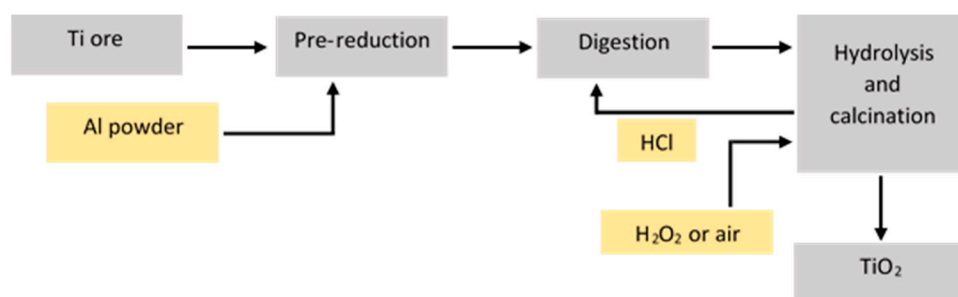 Ti ore
Pre-reduction
Digestion
Hydrolysis
and
calcination
Al powder
HCl
H₂O₂ or air
TiO₂